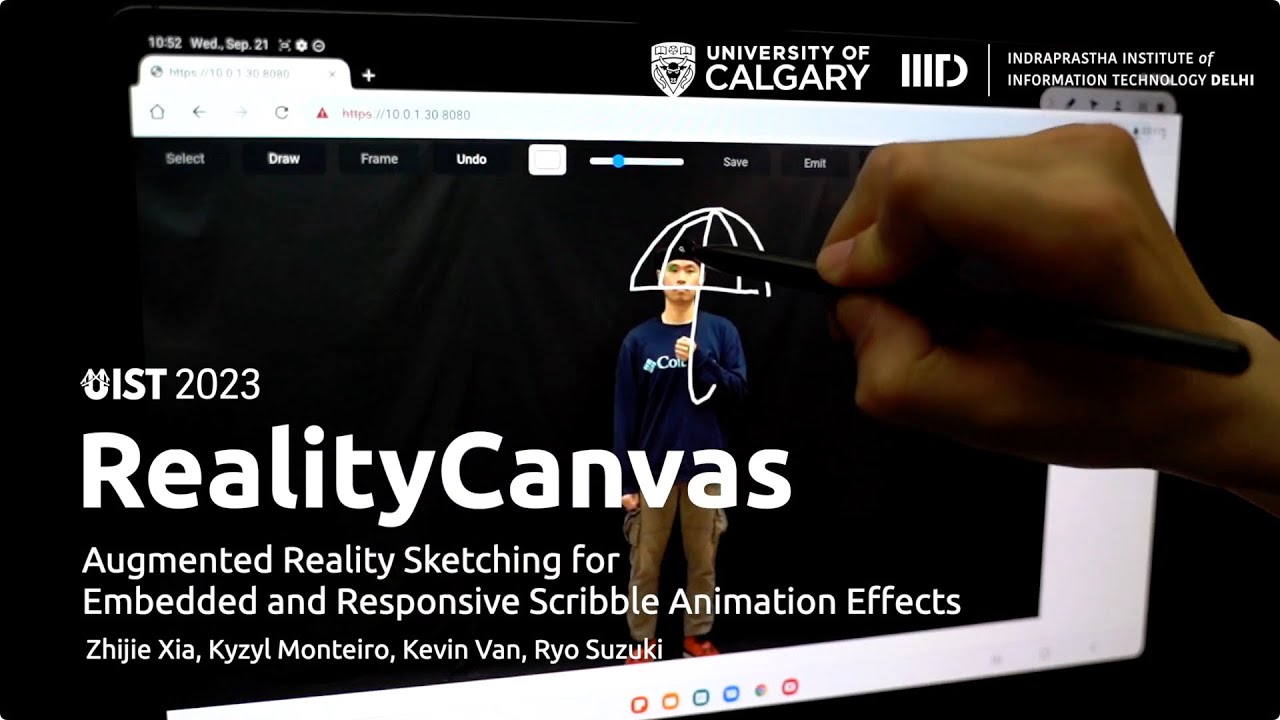 10:52 Wed., Sep. 21
https://10.0.1.30:8080
UNIVERSITY OF
CALGARY
IIITD
INDRAPRASTHA INSTITUTE of
INFORMATION TECHNOLOGY DELHI
https://10.0.1.30:8080
Select Draw Frame Undo Save Emit
UIST 2023
RealityCanvas
Augmented Reality Sketching for
Embedded and Responsive Scribble Animation Effects
Zhijie Xia, Kyzyl Monteiro, Kevin Van, Ryo Suzuki